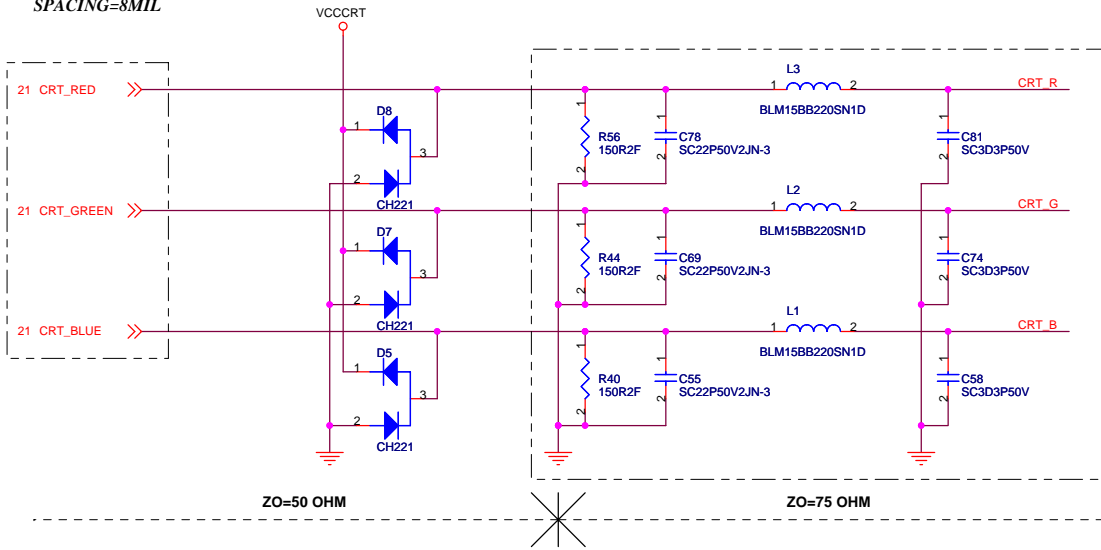 SPACING=8MIL
VCCCRT
21 CRT_RED
D8
1
3
2
CH221
1
R56
150R2F
2
1
C78
SC22P50V2JN-3
2
L3
1 2
BLM15BB220SN1D
CRT_R
1
C81
SC3D3P50V
2
21 CRT_GREEN
D7
1
3
2
CH221
1
R44
150R2F
2
1
C69
SC22P50V2JN-3
2
L2
1 2
BLM15BB220SN1D
CRT_G
1
C74
SC3D3P50V
2
21 CRT_BLUE
D5
1
3
2
CH221
1
R40
150R2F
2
1
C55
SC22P50V2JN-3
2
L1
1 2
BLM15BB220SN1D
CRT_B
1
C58
SC3D3P50V
2
ZO=50 OHM
ZO=75 OHM